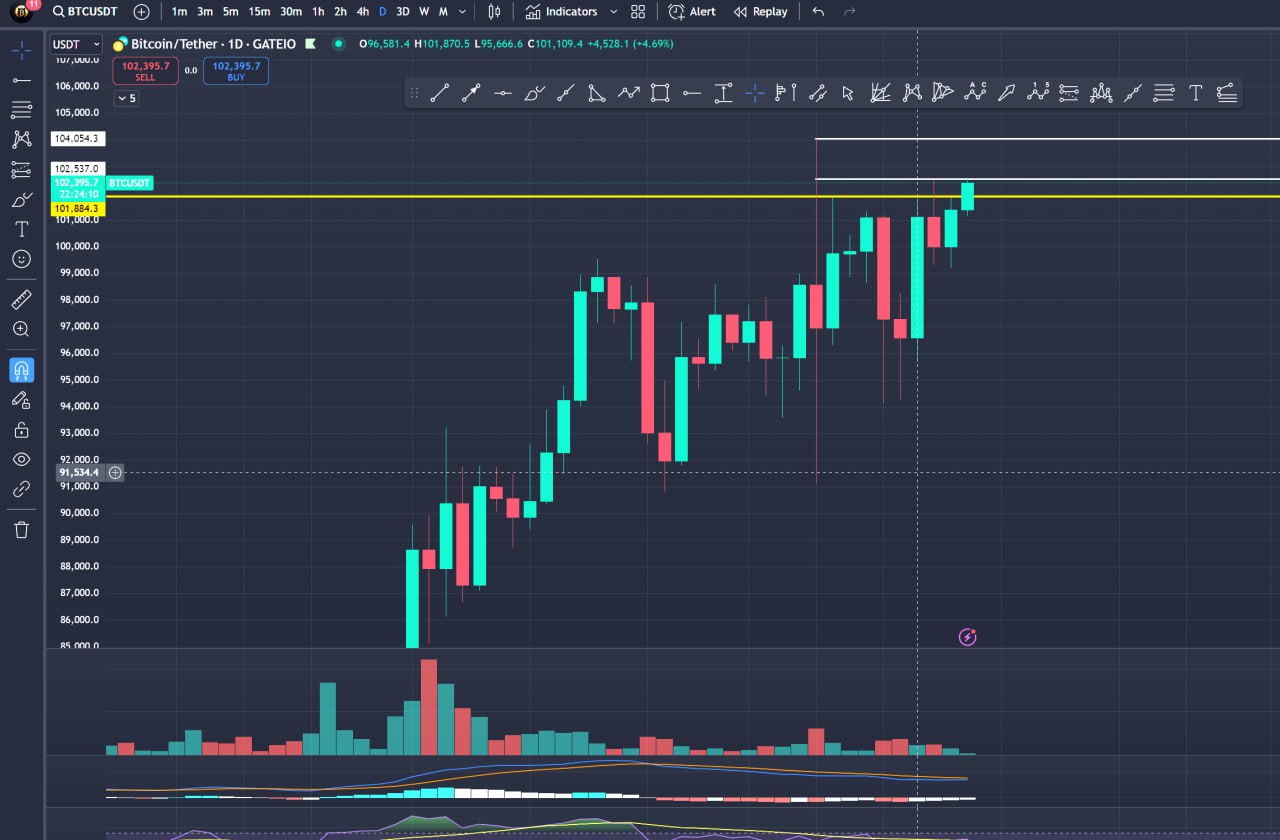 11
BTCUSDT
1m 3m 5m 15m 30m 1h 2h 4h D 3D W M
Indicators
Alert
Replay
USDT
Bitcoin/Tether · 1D · GATEIO
O96,581.4 H101,870.5 L95,666.6 C101,109.4 +4,528.1 (+4.69%)
102,395.7
SELL
0.0
102,395.7
BUY
5
107,000.0
106,000.0
105,000.0
104,054.3
102,537.0
102,395.7 BTCUSDT
22:24:10
101,884.3
101,000.0
100,000.0
99,000.0
98,000.0
97,000.0
96,000.0
95,000.0
94,000.0
93,000.0
92,000.0
91,534.4
91,000.0
90,000.0
89,000.0
88,000.0
87,000.0
86,000.0
85,000.0